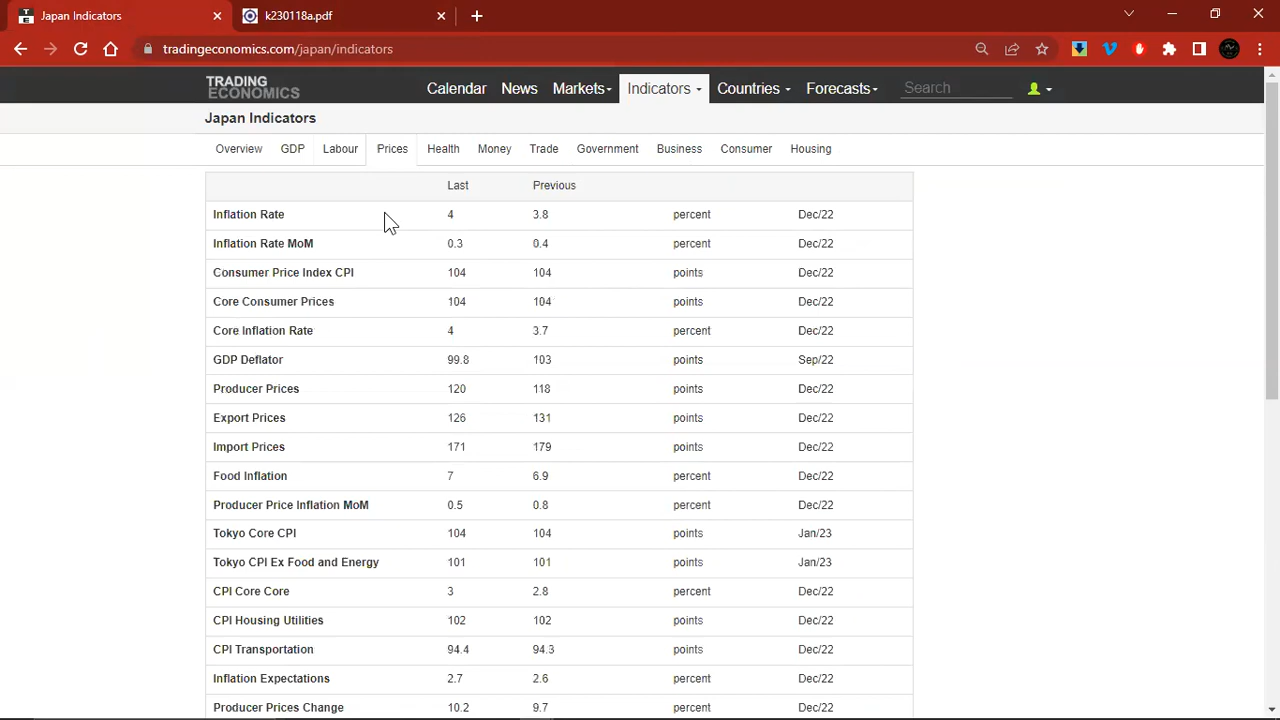 Japan Indicators
k230118a.pdf
tradingeconomics.com/japan/indicators
TRADING
ECONOMICS
Calendar News Markets Indicators Countries Forecasts Search
Japan Indicators
Overview GDP Labour Prices Health Money Trade Government Business Consumer Housing
Last Previous
Inflation Rate 4 3.8 percent Dec/22
Inflation Rate MoM 0.3 0.4 percent Dec/22
Consumer Price Index CPI 104 104 points Dec/22
Core Consumer Prices 104 104 points Dec/22
Core Inflation Rate 4 3.7 percent Dec/22
GDP Deflator 99.8 103 points Sep/22
Producer Prices 120 118 points Dec/22
Export Prices 126 131 points Dec/22
Import Prices 171 179 points Dec/22
Food Inflation 7 6.9 percent Dec/22
Producer Price Inflation MoM 0.5 0.8 percent Dec/22
Tokyo Core CPI 104 104 points Jan/23
Tokyo CPI Ex Food and Energy 101 101 points Jan/23
CPI Core Core 3 2.8 percent Dec/22
CPI Housing Utilities 102 102 points Dec/22
CPI Transportation 94.4 94.3 points Dec/22
Inflation Expectations 2.7 2.6 percent Dec/22
Producer Prices Change 10.2 9.7 percent Dec/22